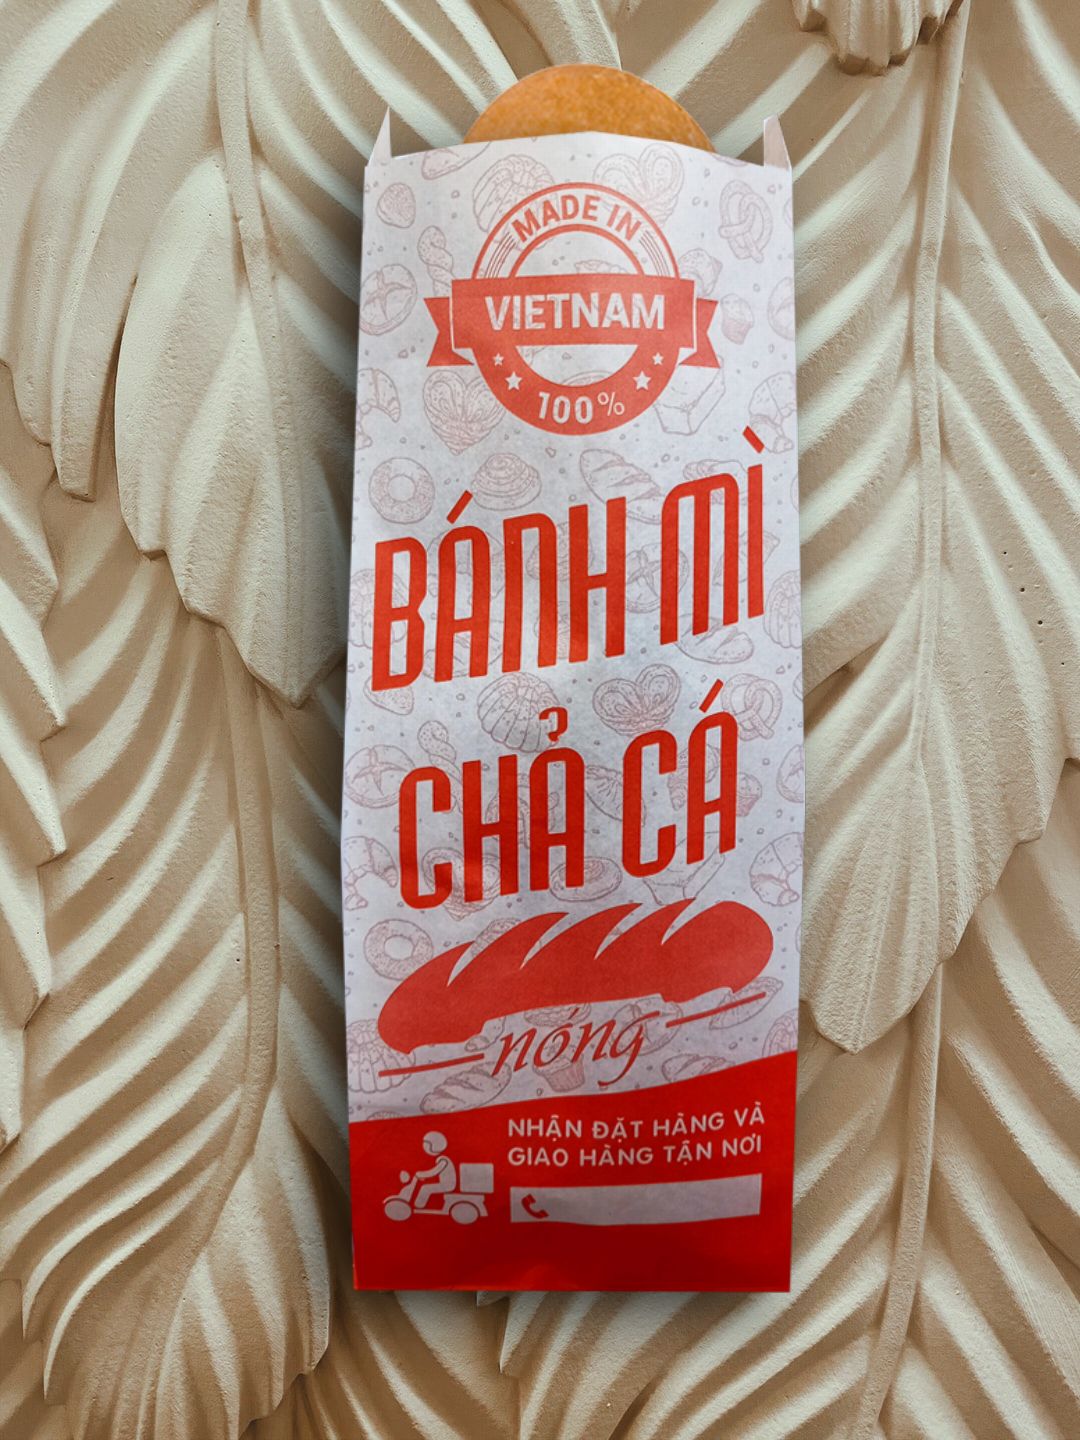 MADE IN
VIETNAM
100%
BÁNH MÌ
CHẢ CÁ
nóng
NHẬN ĐẶT HÀNG VÀ
GIAO HÀNG TẬN NƠI